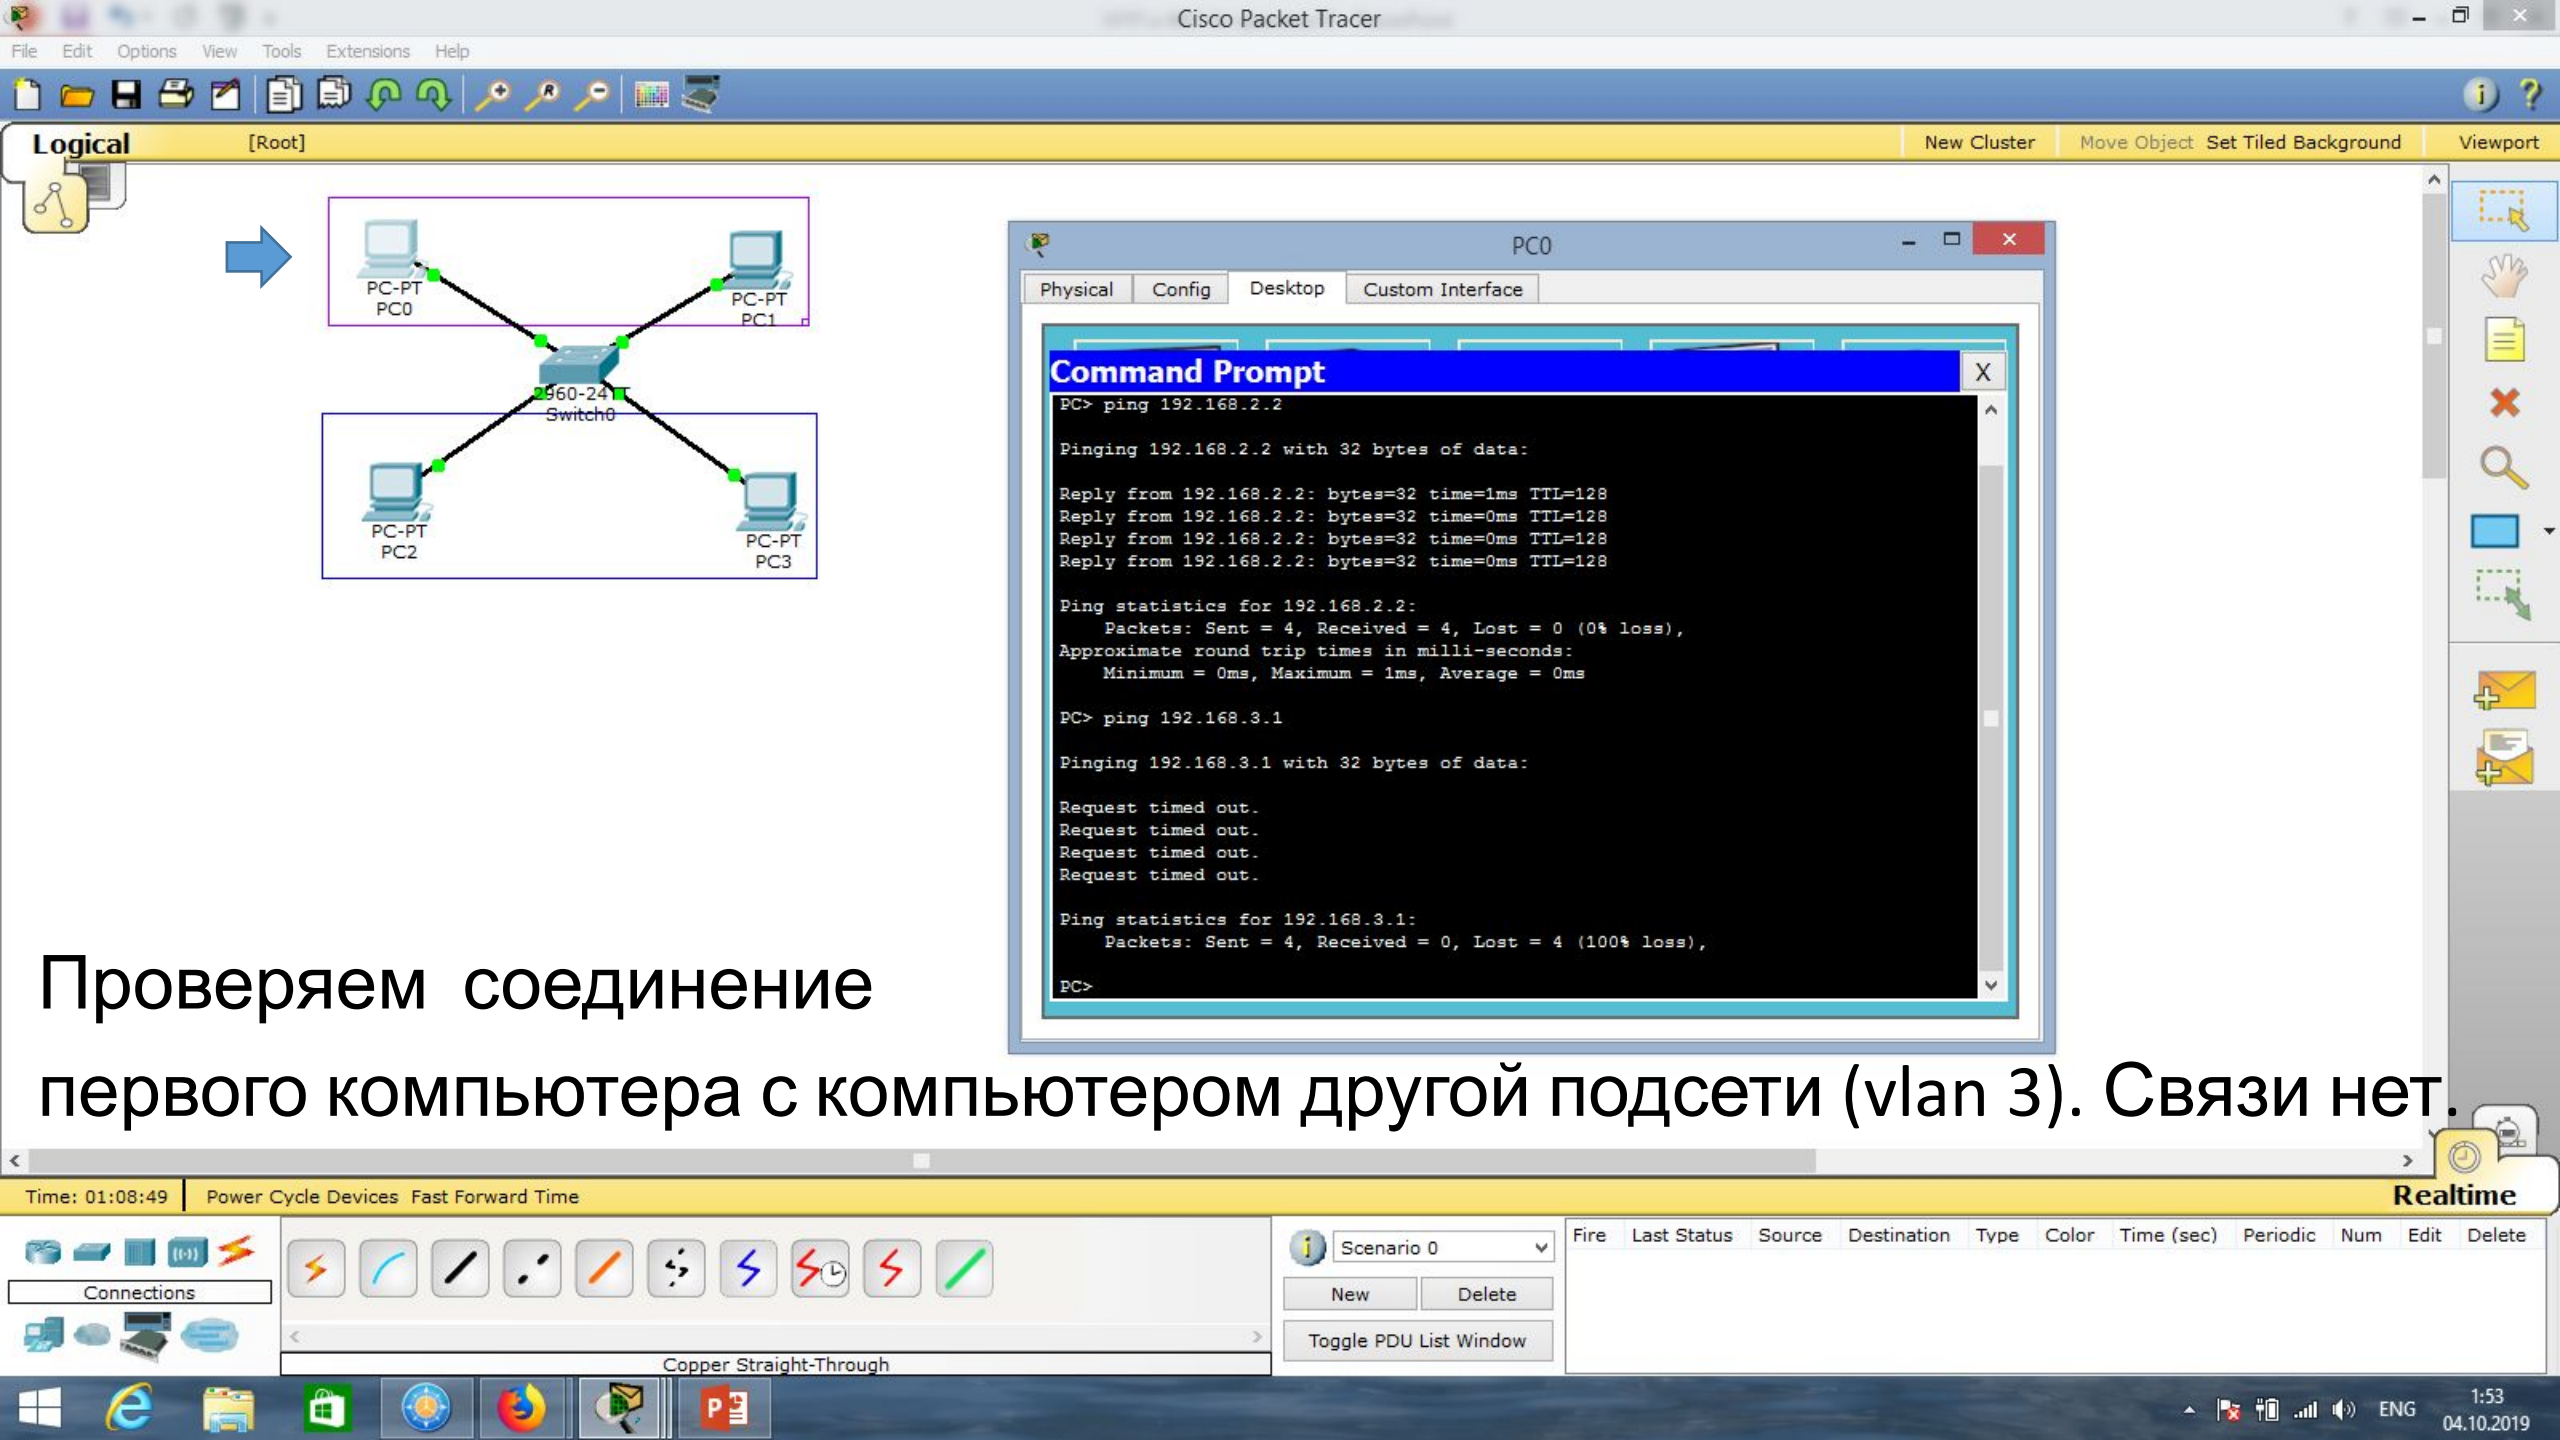 Cisco Packet Tracer
File Edit Options View Tools Extensions Help
Logical [Root] New Cluster Move Object Set Tiled Background Viewport
PC-PT
PC0
PC-PT
PC1
2960-24TT
Switch0
PC-PT
PC2
PC-PT
PC3
PC0
Physical Config Desktop Custom Interface
Command Prompt X
PC> ping 192.168.2.2
Pinging 192.168.2.2 with 32 bytes of data:
Reply from 192.168.2.2: bytes=32 time=1ms TTL=128
Reply from 192.168.2.2: bytes=32 time=0ms TTL=128
Reply from 192.168.2.2: bytes=32 time=0ms TTL=128
Reply from 192.168.2.2: bytes=32 time=0ms TTL=128
Ping statistics for 192.168.2.2:
Packets: Sent = 4, Received = 4, Lost = 0 (0% loss),
Approximate round trip times in milli-seconds:
Minimum = 0ms, Maximum = 1ms, Average = 0ms
PC> ping 192.168.3.1
Pinging 192.168.3.1 with 32 bytes of data:
Request timed out.
Request timed out.
Request timed out.
Request timed out.
Ping statistics for 192.168.3.1:
Packets: Sent = 4, Received = 0, Lost = 4 (100% loss),
PC>
Проверяем соединение
первого компьютера с компьютером другой подсети (vlan 3). Связи нет.
Time: 01:08:49 Power Cycle Devices Fast Forward Time Realtime
Connections
Copper Straight-Through
Scenario 0
New Delete
Toggle PDU List Window
Fire Last Status Source Destination Type Color Time (sec) Periodic Num Edit Delete
ENG
1:53
04.10.2019